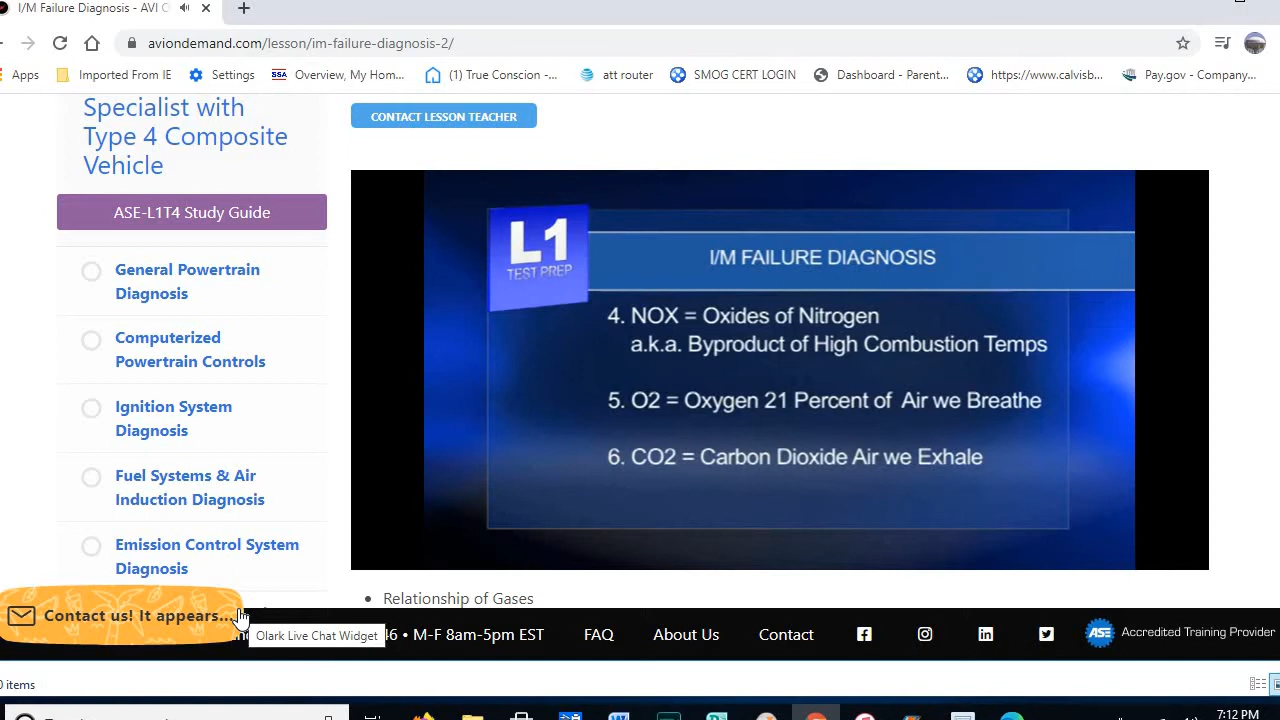 I/M Failure Diagnosis - AVI
aviondemand.com/lesson/im-failure-diagnosis-2/
Apps
Imported From IE
Settings
SSA
Overview, My Hom...
(1) True Conscion -...
att router
SMOG CERT LOGIN
Dashboard - Parent...
https://www.calvisb...
Pay.gov - Company...
Specialist with
Type 4 Composite
Vehicle
ASE-L1T4 Study Guide
General Powertrain
Diagnosis
Computerized
Powertrain Controls
Ignition System
Diagnosis
Fuel Systems & Air
Induction Diagnosis
Emission Control System
Diagnosis
CONTACT LESSON TEACHER
L1
TEST PREP
I/M FAILURE DIAGNOSIS
4. NOX = Oxides of Nitrogen
a.k.a. Byproduct of High Combustion Temps
5. O2 = Oxygen 21 Percent of Air we Breathe
6. CO2 = Carbon Dioxide Air we Exhale
Relationship of Gases
Contact us! It appears...
Olark Live Chat Widget
46 • M-F 8am-5pm EST
FAQ
About Us
Contact
ASE
Accredited Training Provider
items
7:12 PM